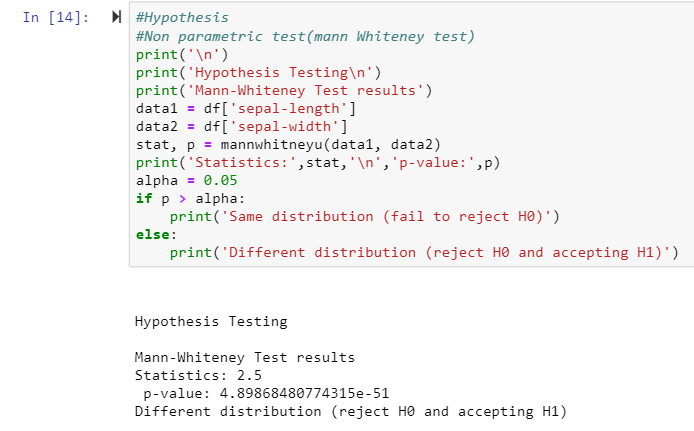 In [14]:
#Hypothesis
#Non parametric test(mann Whiteney test)
print('\n')
print('Hypothesis Testing\n')
print('Mann-Whiteney Test results')
data1 = df['sepal-length']
data2 = df['sepal-width']
stat, p = mannwhitneyu(data1, data2)
print('Statistics:',stat,'\n','p-value:',p)
alpha = 0.05
if p > alpha:
    print('Same distribution (fail to reject H0)')
else:
    print('Different distribution (reject H0 and accepting H1)')
Hypothesis Testing
Mann-Whiteney Test results
Statistics: 2.5
 p-value: 4.89868480774315e-51
Different distribution (reject H0 and accepting H1)